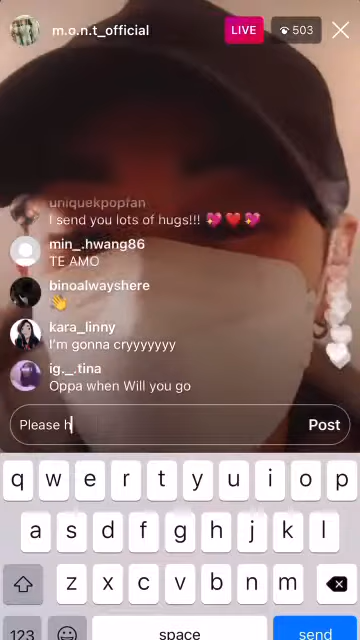 m.o.n.t_official
LIVE
503
uniquekpopfan
I send you lots of hugs!!! 💖❤️💖
min_.hwang86
TE AMO
binoalwayshere
👋
kara_linny
I'm gonna cryyyyyyy
ig._.tina
Oppa when Will you go
Please h
Post
q w e r t y u i o p
a s d f g h j k l
z x c v b n m
123
space
send